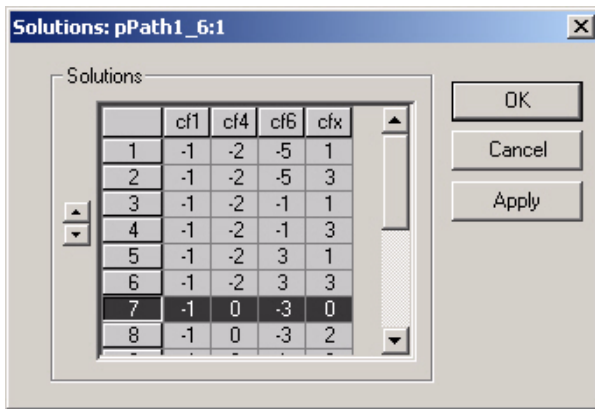 Solutions: pPath1_6:1
Solutions
cf1 cf4 cf6 cfx
1 -1 -2 -5 1
2 -1 -2 -5 3
3 -1 -2 -1 1
4 -1 -2 -1 3
5 -1 -2 3 1
6 -1 -2 3 3
7 -1 0 -3 0
8 -1 0 -3 2
OK
Cancel
Apply